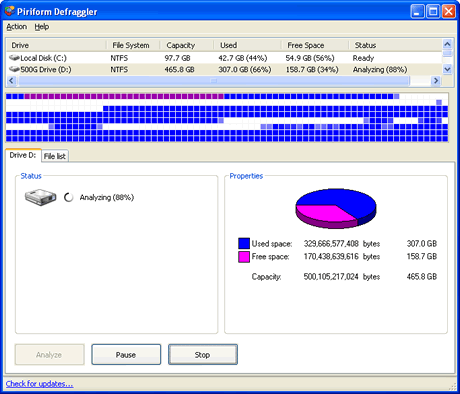 Piriform Defraggler
Action Help
Drive File System Capacity Used Free Space Status
Local Disk (C:) NTFS 97.7 GB 42.7 GB (44%) 54.9 GB (56%) Ready
500G Drive (D:) NTFS 465.8 GB 307.0 GB (66%) 158.7 GB (34%) Analyzing (88%)
Drive D: File list
Status
Analyzing (88%)
Properties
Used space: 329,666,577,408 bytes 307.0 GB
Free space: 170,438,639,616 bytes 158.7 GB
Capacity: 500,105,217,024 bytes 465.8 GB
Analyze Pause Stop
Check for updates...